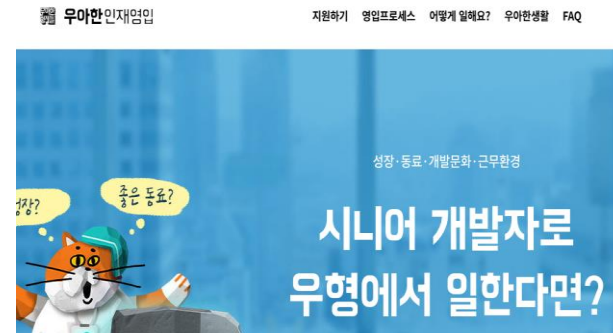 우아한인재영입
지원하기 영입프로세스 어떻게 일해요? 우아한생활 FAQ
성장·동료·개발문화·근무환경
성장?
좋은 동료?
시니어 개발자로
우형에서 일한다면?